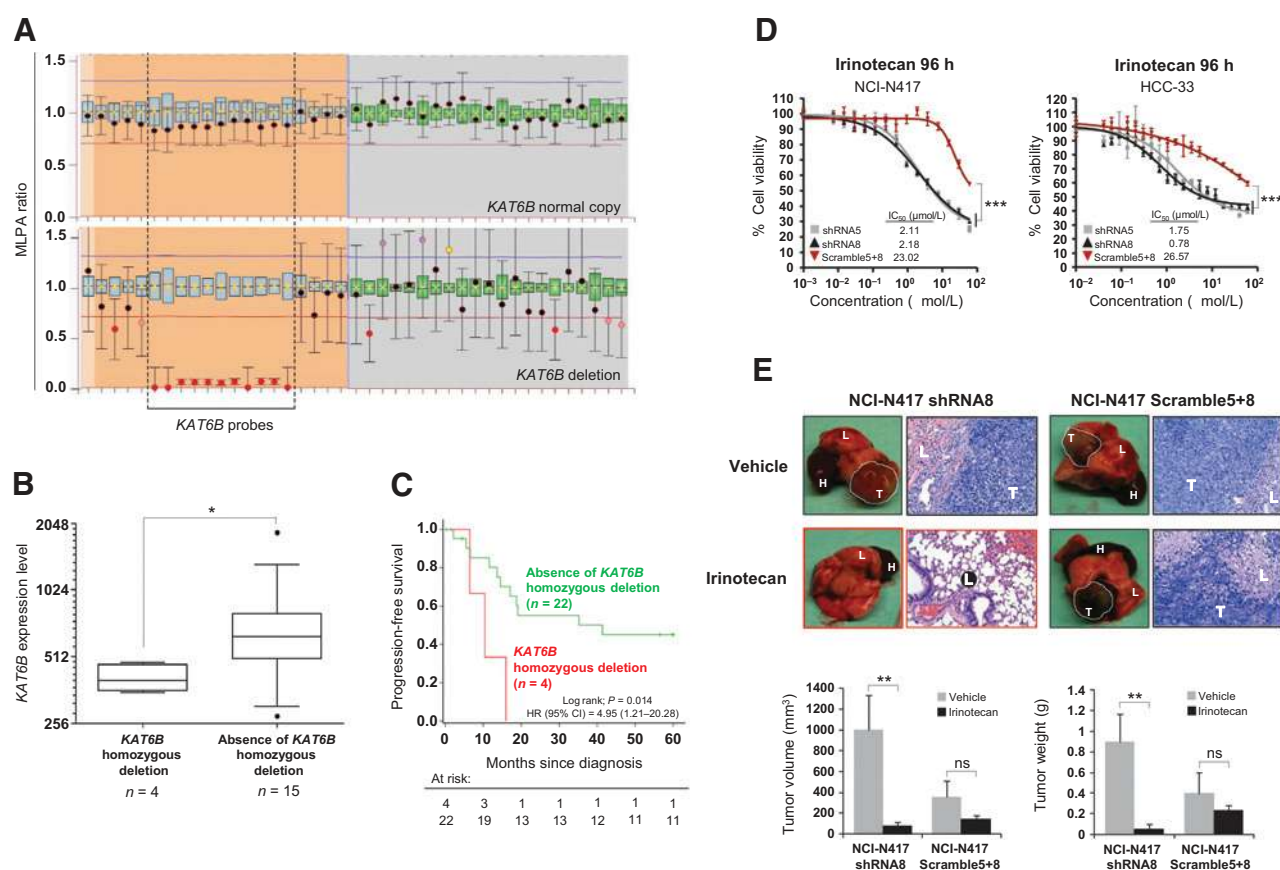 A
MLPA ratio
1.5
1.0
0.5
0.0
KAT6B normal copy
1.5
1.0
0.5
0.0
KAT6B deletion
KAT6B probes
B
KAT6B expression level
2048
1024
512
256
*
KAT6B
homozygous
deletion
n = 4
Absence of KAT6B
homozygous
deletion
n = 15
C
Progression-free survival
1.0
0.8
0.6
0.4
0.2
0.0
Absence of KAT6B
homozygous deletion
(n = 22)
KAT6B
homozygous deletion
(n = 4)
Log rank; P = 0.014
HR (95% CI) = 4.95 (1.21–20.28)
0 10 20 30 40 50 60
Months since diagnosis
At risk:
4 3 1 1 1 1 1
22 19 13 13 12 11 11
D
Irinotecan 96 h
NCI-N417
% Cell viability
110
100
90
80
70
60
50
40
30
20
10
0
***
IC50 (µmol/L)
shRNA5 2.11
shRNA8 2.18
Scramble5+8 23.02
10−3 10−2 10−1 100 101 102
Concentration ( mol/L)
Irinotecan 96 h
HCC-33
% Cell viability
120
110
100
90
80
70
60
50
40
30
20
10
0
***
IC50 (µmol/L)
shRNA5 1.75
shRNA8 0.78
Scramble5+8 26.57
10−2 10−1 100 101 102
Concentration ( mol/L)
E
NCI-N417 shRNA8
NCI-N417 Scramble5+8
Vehicle
L
H
T
L
T
T
L
H
T
L
Irinotecan
L
H
L
H
L
T
L
T
Tumor volume (mm3)
1400
1200
1000
800
600
400
200
0
**
ns
Vehicle
Irinotecan
NCI-N417
shRNA8
NCI-N417
Scramble5+8
Tumor weight (g)
1.4
1.2
1
0.8
0.6
0.4
0.2
0
**
ns
Vehicle
Irinotecan
NCI-N417
shRNA8
NCI-N417
Scramble5+8